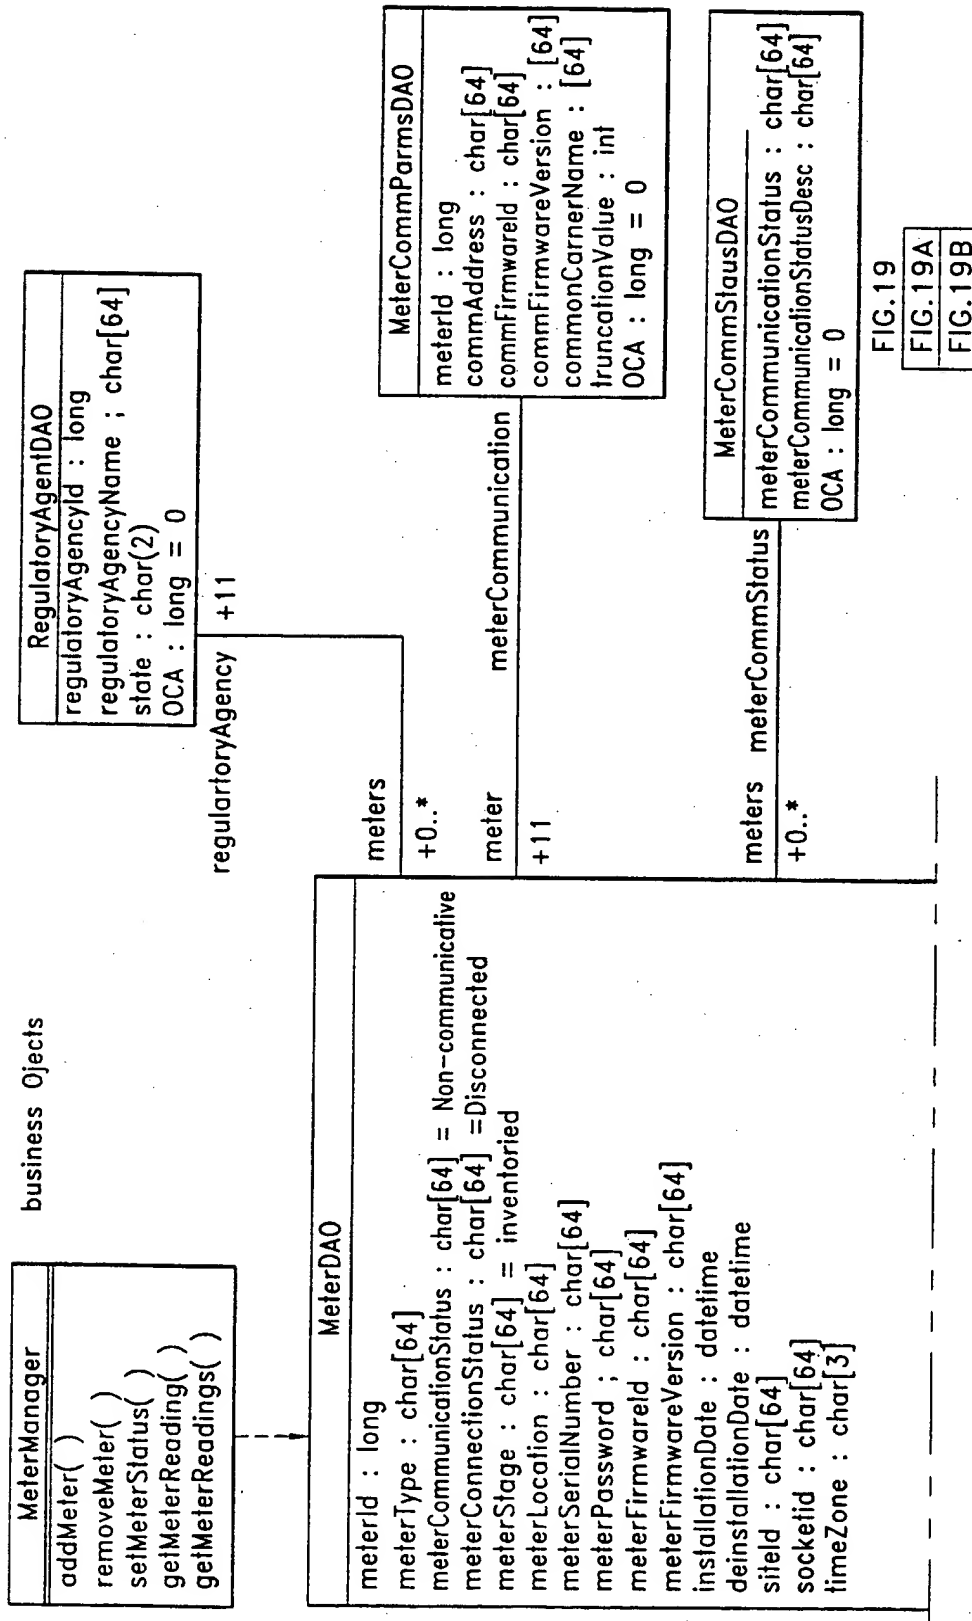 business Ojects
MeterManager
addMeter( )
removeMeter( )
setMeterStatus( )
getMeterReading( )
getMeterReadings( )
RegulatoryAgentDAO
regulatoryAgencyId : long
regulatoryAgencyName ; char[64]
state : char(2)
OCA : long = 0
regulartoryAgency
+11
meters
+0..*
MeterDAO
meterId : long
meterType : char[64]
meterCommunicationStatus : char[64] = Non-communicative
meterConnectionStatus : char[64] =Disconnected
meterStage : char[64] = inventoried
meterLocation : char[64]
meterSerialNumber : char[64]
meterPassword ; char[64]
meterFirmwareId : char[64]
meterFirmwareVersion : char[64]
installationDate : datetime
deinstallationDate : datetime
siteId : char[64]
socketid : char[64]
timeZone : char[3]
meter
+11
meterCommunication
MeterCommParmsDAO
meterId : long
commAddress : char[64]
commFirmwareId : char[64]
commFirmwareVersion : [64]
commonCarnerName : [64]
truncationValue : int
OCA : long = 0
meters
+0..*
meterCommStatus
MeterCommStausDAO
meterCommunicationStatus : char[64]
meterCommunicationStatusDesc : char[64]
OCA : long = 0
FIG.19
FIG.19A
FIG.19B